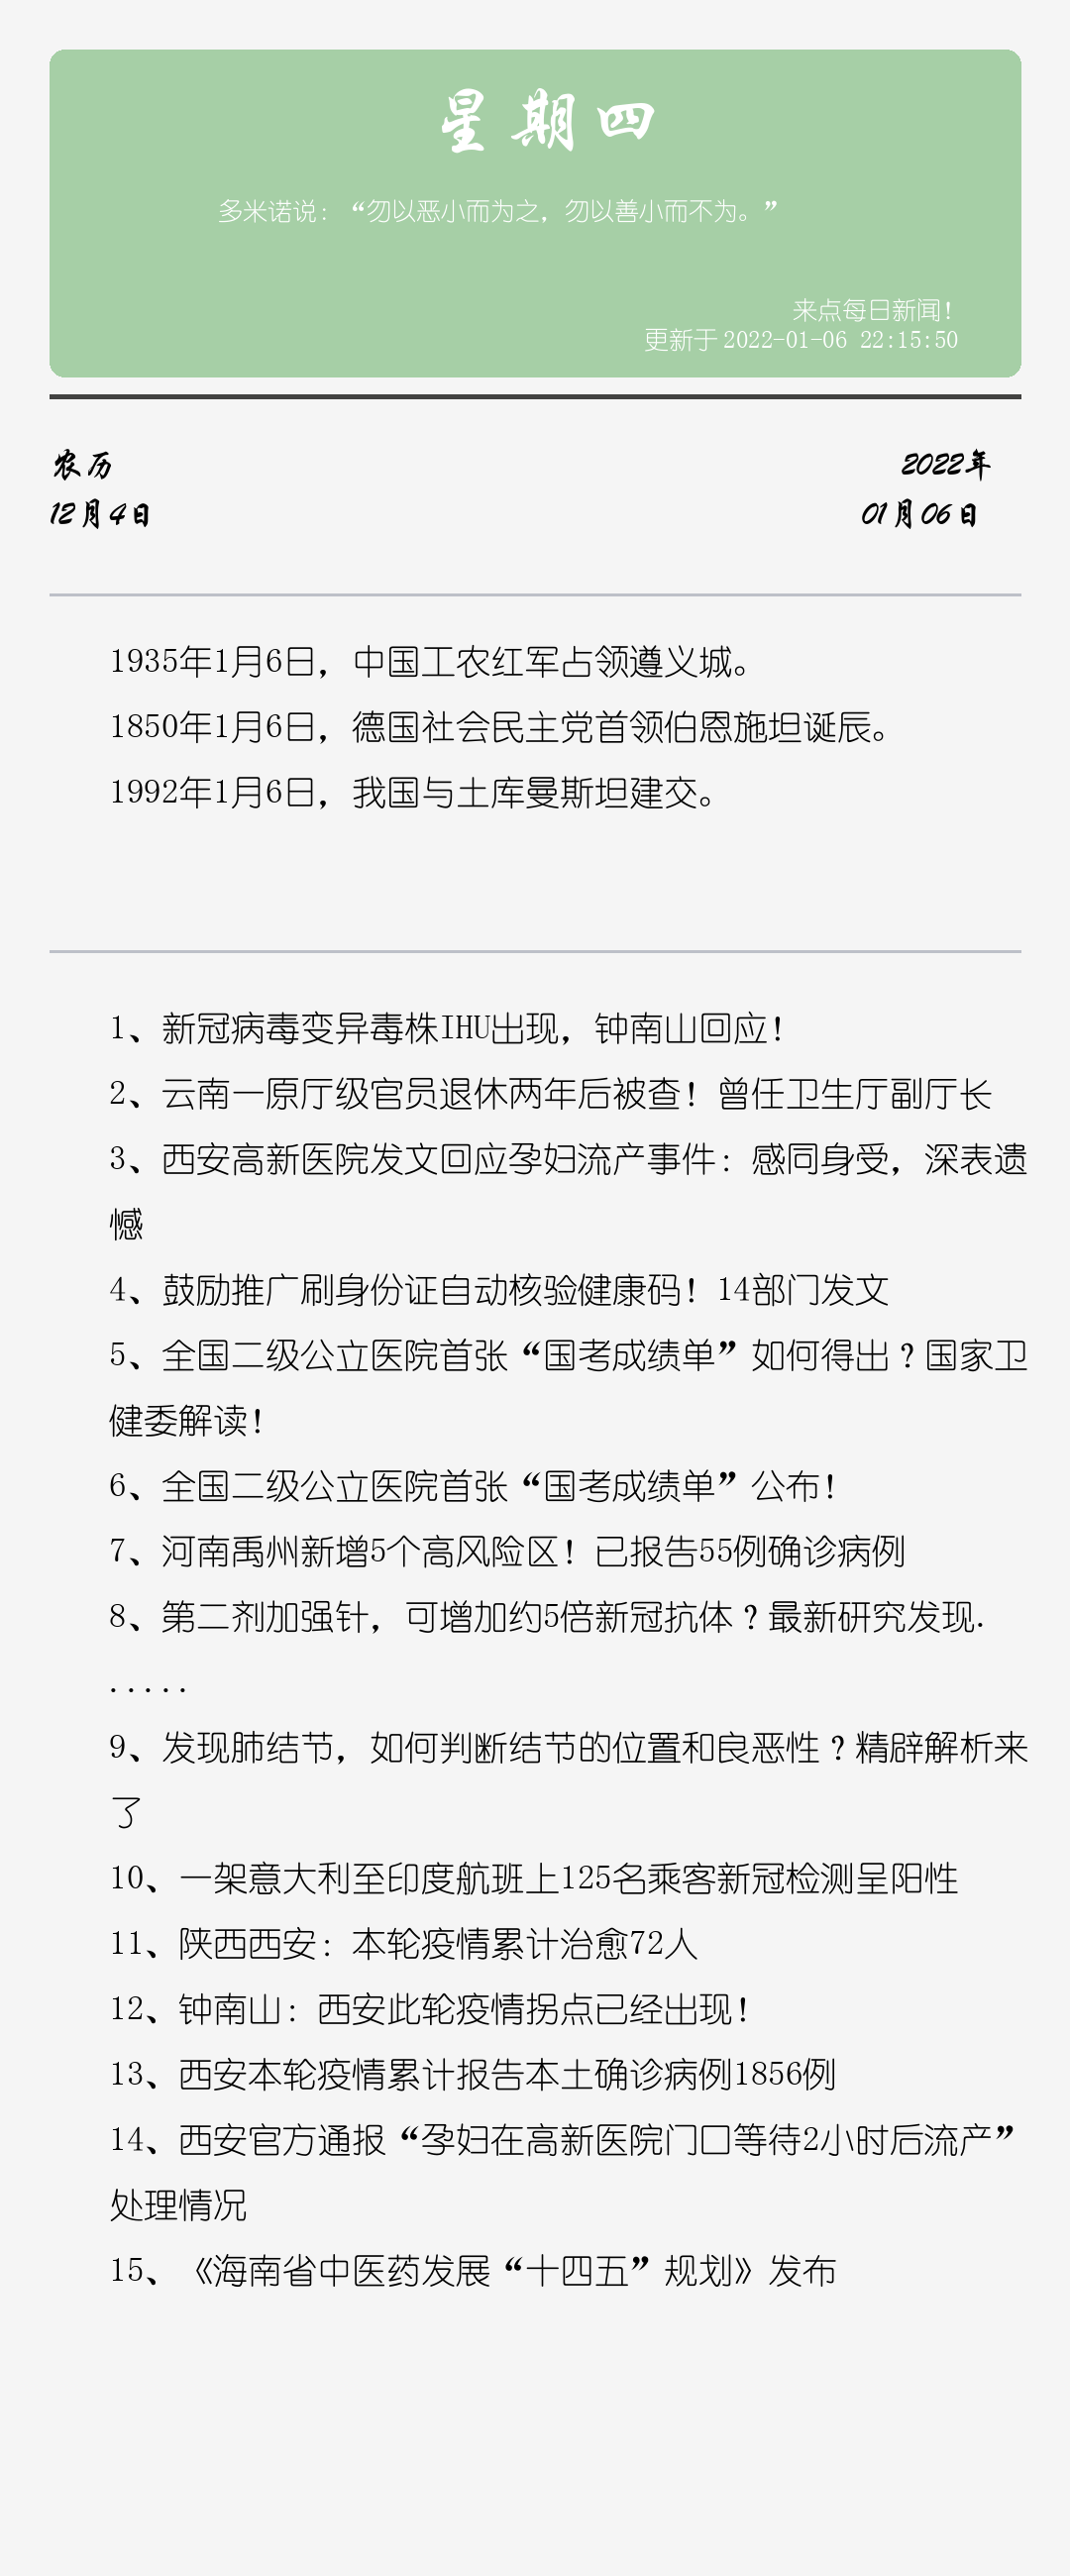 星期四
多米诺说：“勿以恶小而为之，勿以善小而不为。”
来点每日新闻！
更新于 2022-01-06 22:15:50
农历
2022年
12月4日
01月06日
1935年1月6日，中国工农红军占领遵义城。
1850年1月6日，德国社会民主党首领伯恩施坦诞辰。
1992年1月6日，我国与土库曼斯坦建交。
1、新冠病毒变异毒株IHU出现，钟南山回应！
2、云南一原厅级官员退休两年后被查！曾任卫生厅副厅长
3、西安高新医院发文回应孕妇流产事件：感同身受，深表遗
憾
4、鼓励推广刷身份证自动核验健康码！14部门发文
5、全国二级公立医院首张“国考成绩单”如何得出？国家卫
健委解读！
6、全国二级公立医院首张“国考成绩单”公布！
7、河南禹州新增5个高风险区！已报告55例确诊病例
8、第二剂加强针，可增加约5倍新冠抗体？最新研究发现.
.....
9、发现肺结节，如何判断结节的位置和良恶性？精辟解析来
了
10、一架意大利至印度航班上125名乘客新冠检测呈阳性
11、陕西西安：本轮疫情累计治愈72人
12、钟南山：西安此轮疫情拐点已经出现！
13、西安本轮疫情累计报告本土确诊病例1856例
14、西安官方通报“孕妇在高新医院门口等待2小时后流产”
处理情况
15、《海南省中医药发展“十四五”规划》发布